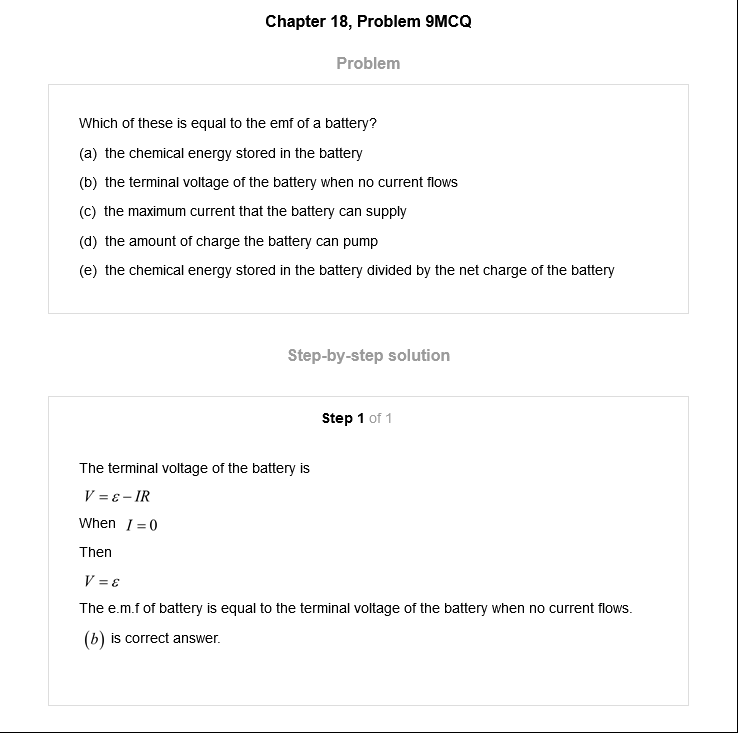 Chapter 18, Problem 9MCQ
Problem
Which of these is equal to the emf of a battery?
(a) the chemical energy stored in the battery
(b) the terminal voltage of the battery when no current flows
(c) the maximum current that the battery can supply
(d) the amount of charge the battery can pump
(e) the chemical energy stored in the battery divided by the net charge of the battery
Step-by-step solution
Step 1 of 1
The terminal voltage of the battery is
V = ε – IR
When I = 0
Then
V = ε
The e.m.f of battery is equal to the terminal voltage of the battery when no current flows.
(b) is correct answer.